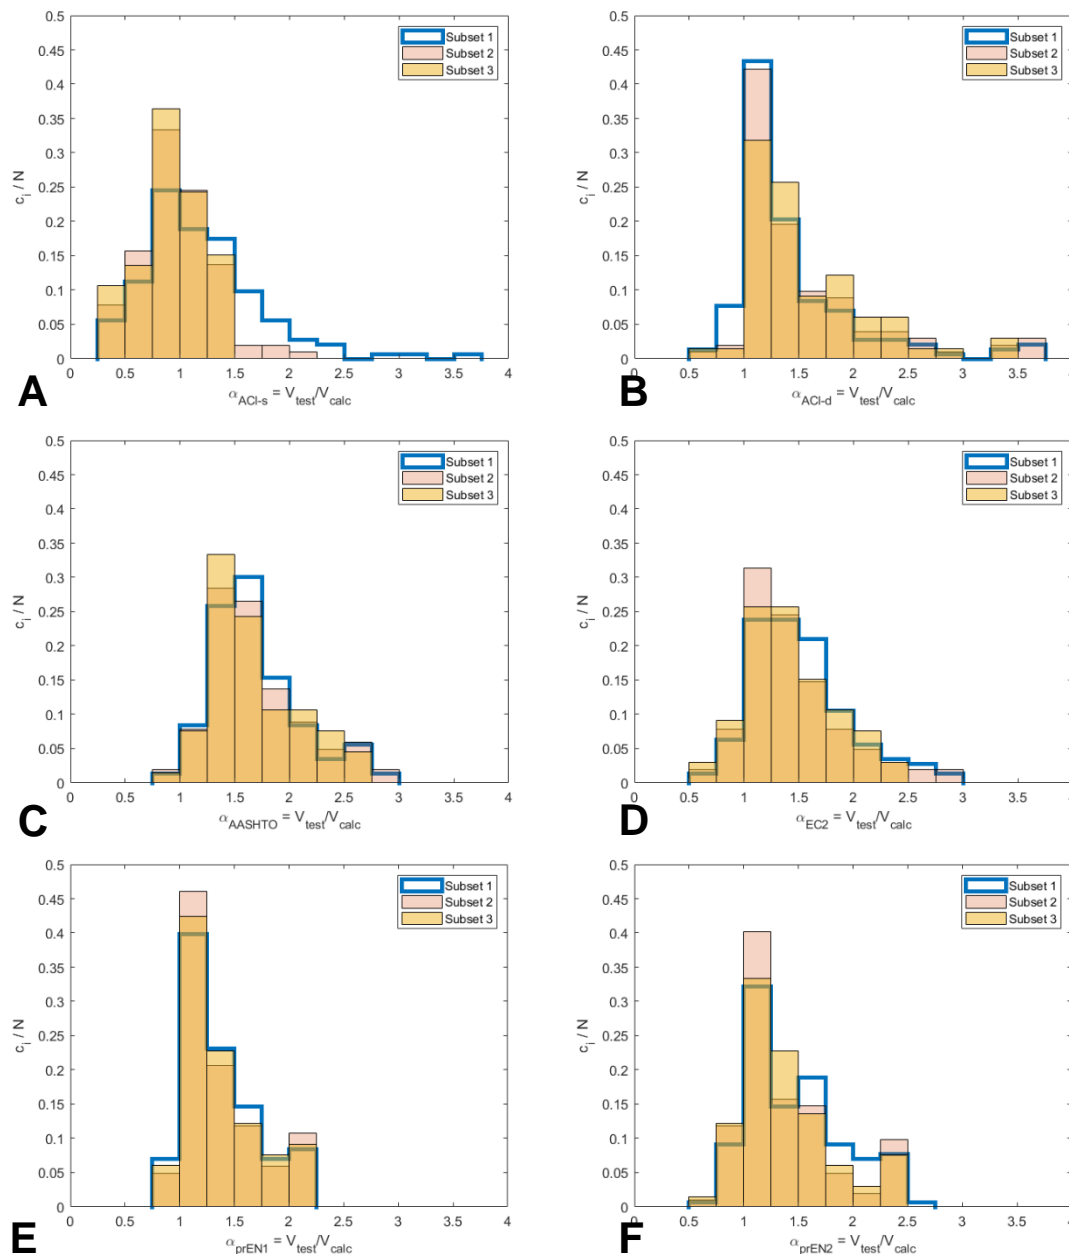 0.5
0.45
0.4
0.35
0.3
0.25
0.2
0.15
0.1
0.05
0
c_i / N
0 0.5 1 1.5 2 2.5 3 3.5 4
α_ACI-s = V_test/V_calc
Subset 1
Subset 2
Subset 3
A
0.5
0.45
0.4
0.35
0.3
0.25
0.2
0.15
0.1
0.05
0
c_i / N
0 0.5 1 1.5 2 2.5 3 3.5 4
α_ACI-d = V_test/V_calc
Subset 1
Subset 2
Subset 3
B
0.5
0.45
0.4
0.35
0.3
0.25
0.2
0.15
0.1
0.05
0
c_i / N
0 0.5 1 1.5 2 2.5 3 3.5 4
α_AASHTO = V_test/V_calc
Subset 1
Subset 2
Subset 3
C
0.5
0.45
0.4
0.35
0.3
0.25
0.2
0.15
0.1
0.05
0
c_i / N
0 0.5 1 1.5 2 2.5 3 3.5 4
α_EC2 = V_test/V_calc
Subset 1
Subset 2
Subset 3
D
0.5
0.45
0.4
0.35
0.3
0.25
0.2
0.15
0.1
0.05
0
c_i / N
0 0.5 1 1.5 2 2.5 3 3.5 4
α_prEN1 = V_test/V_calc
Subset 1
Subset 2
Subset 3
E
0.5
0.45
0.4
0.35
0.3
0.25
0.2
0.15
0.1
0.05
0
c_i / N
0 0.5 1 1.5 2 2.5 3 3.5 4
α_prEN2 = V_test/V_calc
Subset 1
Subset 2
Subset 3
F